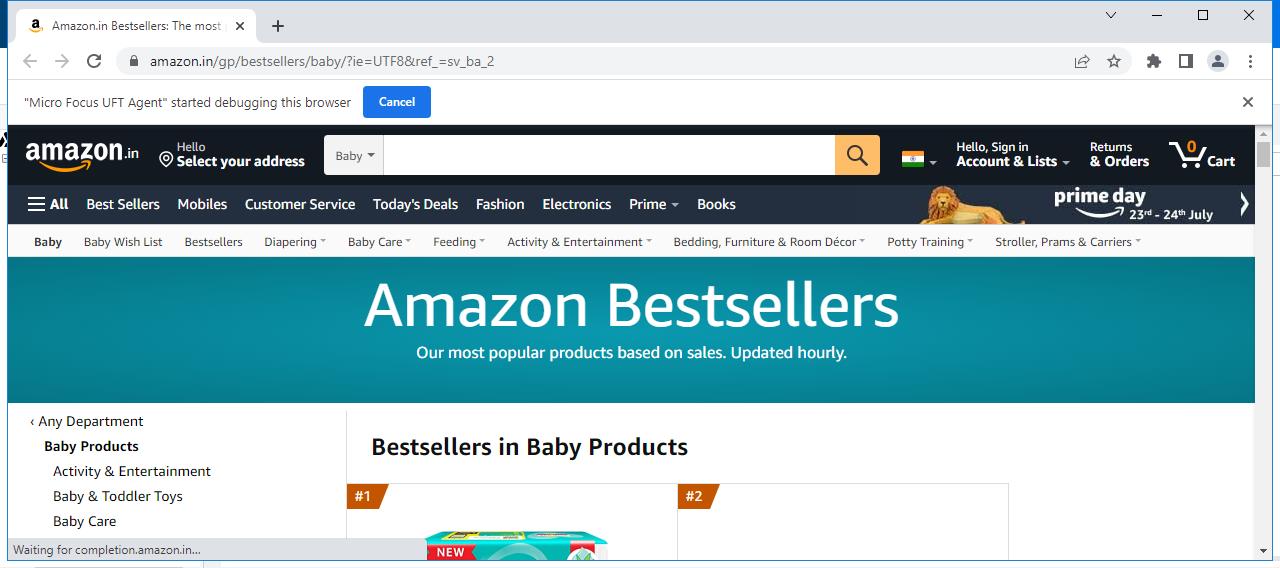 Amazon.in Bestsellers: The most
amazon.in/gp/bestsellers/baby/?ie=UTF8&ref_=sv_ba_2
"Micro Focus UFT Agent" started debugging this browser
Cancel
amazon.in
Hello
Select your address
Baby
Hello, Sign in
Account & Lists
Returns
& Orders
0
Cart
All Best Sellers Mobiles Customer Service Today's Deals Fashion Electronics Prime Books
prime day
23rd - 24th July
Baby Baby Wish List Bestsellers Diapering Baby Care Feeding Activity & Entertainment Bedding, Furniture & Room Décor Potty Training Stroller, Prams & Carriers
Amazon Bestsellers
Our most popular products based on sales. Updated hourly.
‹ Any Department
Baby Products
Activity & Entertainment
Baby & Toddler Toys
Baby Care
Bestsellers in Baby Products
#1
#2
NEW
Waiting for completion.amazon.in...